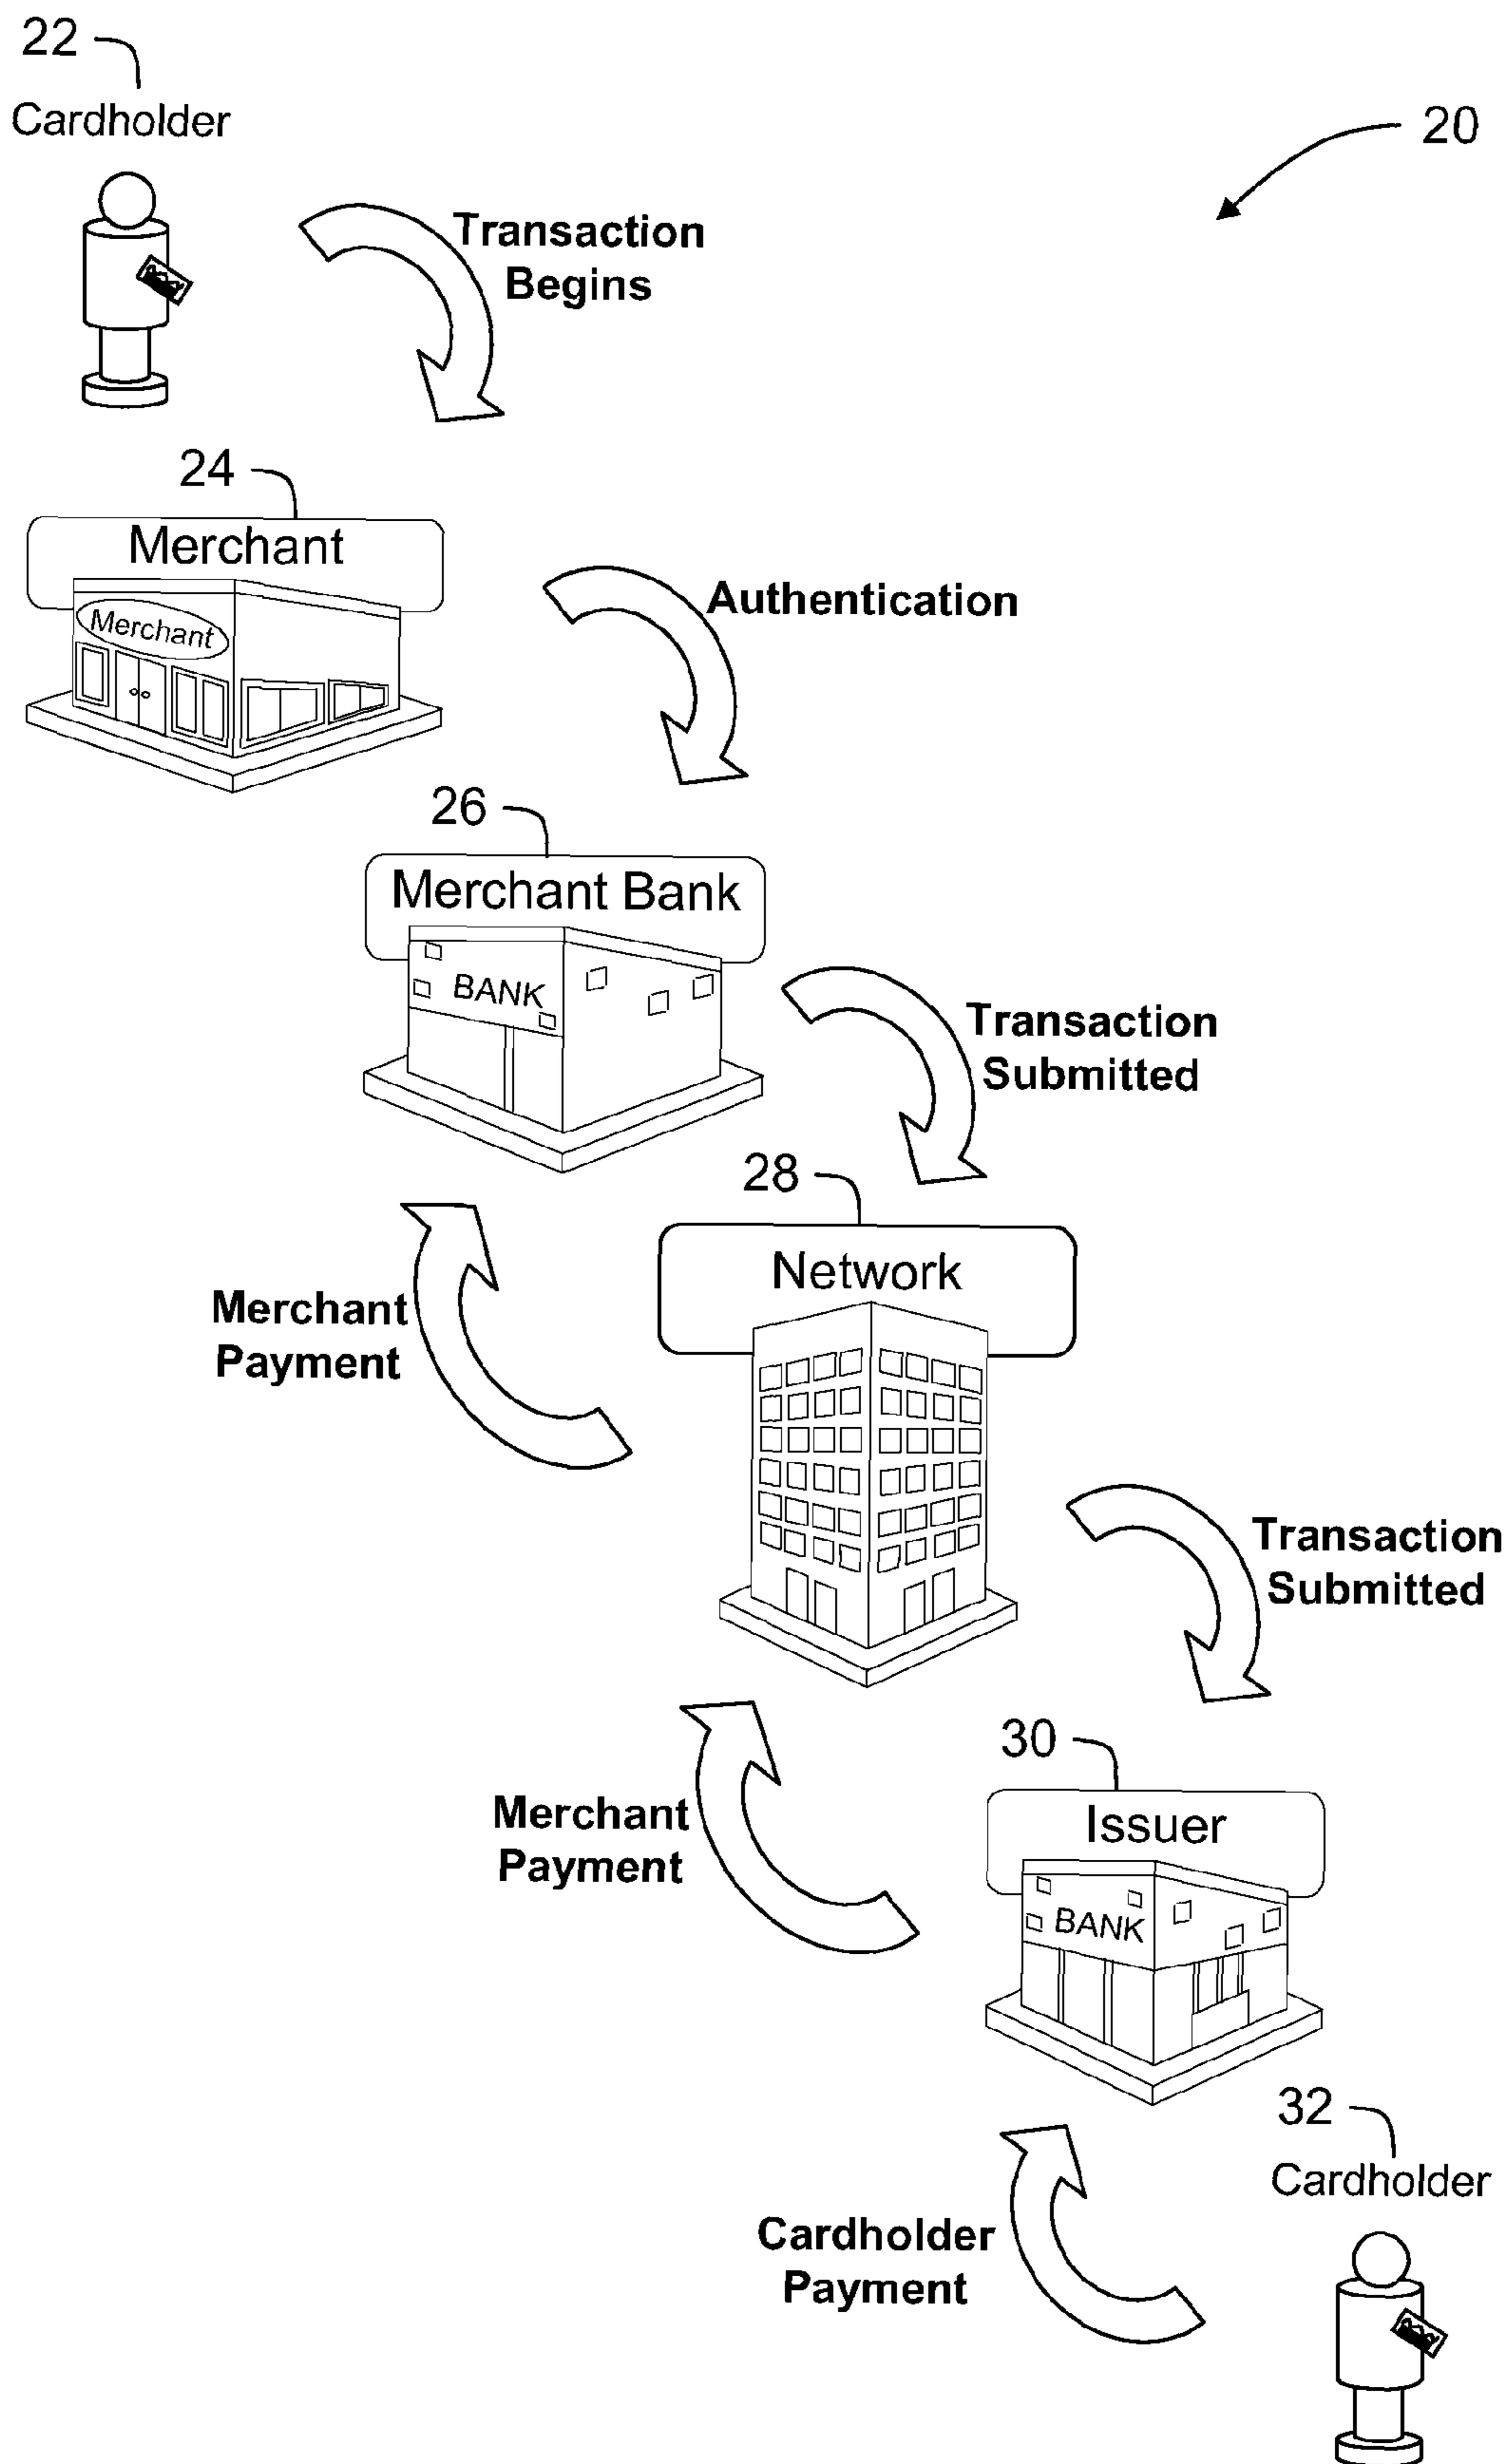 22
Cardholder
20
Transaction
Begins
24
Merchant
Merchant
Authentication
26
Merchant Bank
BANK
Transaction
Submitted
28
Network
Merchant
Payment
Transaction
Submitted
30
Issuer
BANK
Merchant
Payment
32
Cardholder
Cardholder
Payment